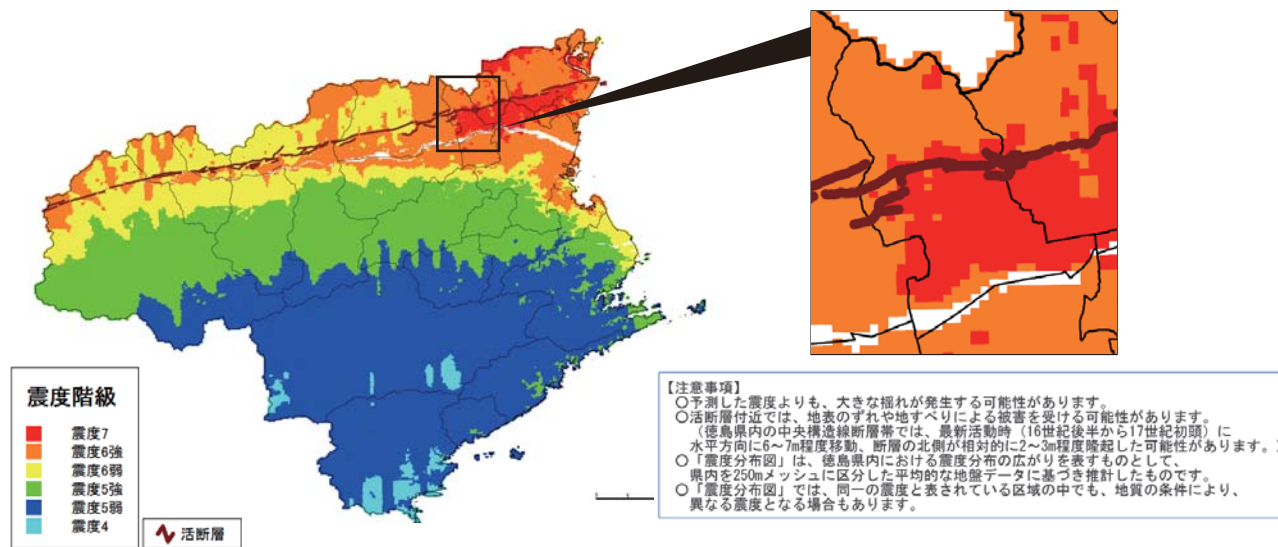 震度階級
震度7
震度6強
震度6弱
震度5強
震度5弱
震度4
活断層
【注意事項】
○予測した震度よりも、大きな揺れが発生する可能性があります。
○活断層付近では、地表のずれや地すべりによる被害を受ける可能性があります。
（徳島県内の中央構造線断層帯では、最新活動時（16世紀後半から17世紀初頭）に
水平方向に6～7m程度移動、断層の北側が相対的に2～3m程度隆起した可能性があります。）
○「震度分布図」は、徳島県内における震度分布の広がりを表すものとして、
県内を250mメッシュに区分した平均的な地盤データに基づき推計したものです。
○「震度分布図」では、同一の震度と表されている区域の中でも、地質の条件により、
異なる震度となる場合もあります。